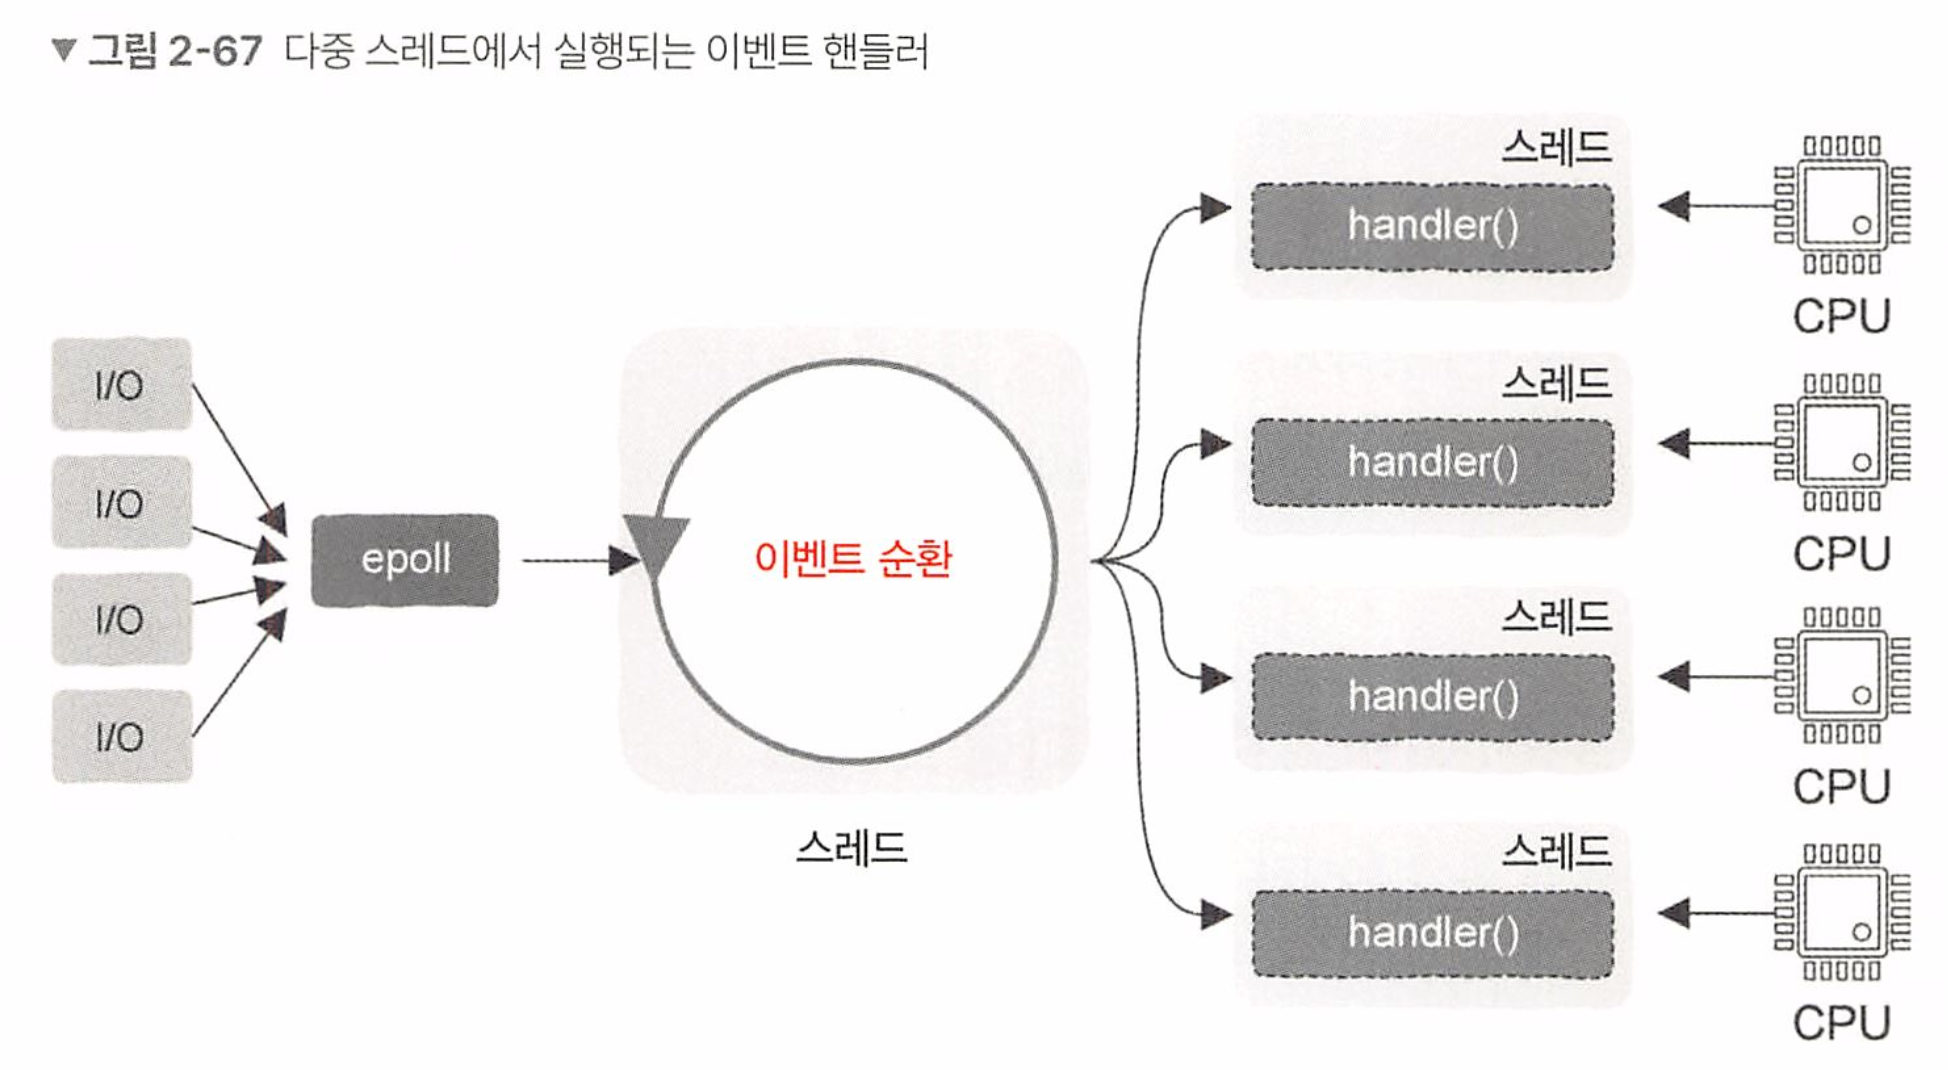 ▼ 그림 2-67 다중 스레드에서 실행되는 이벤트 핸들러
I/O
I/O
I/O
I/O
epoll
이벤트 순환
스레드
스레드
handler()
CPU
스레드
handler()
CPU
스레드
handler()
CPU
스레드
handler()
CPU